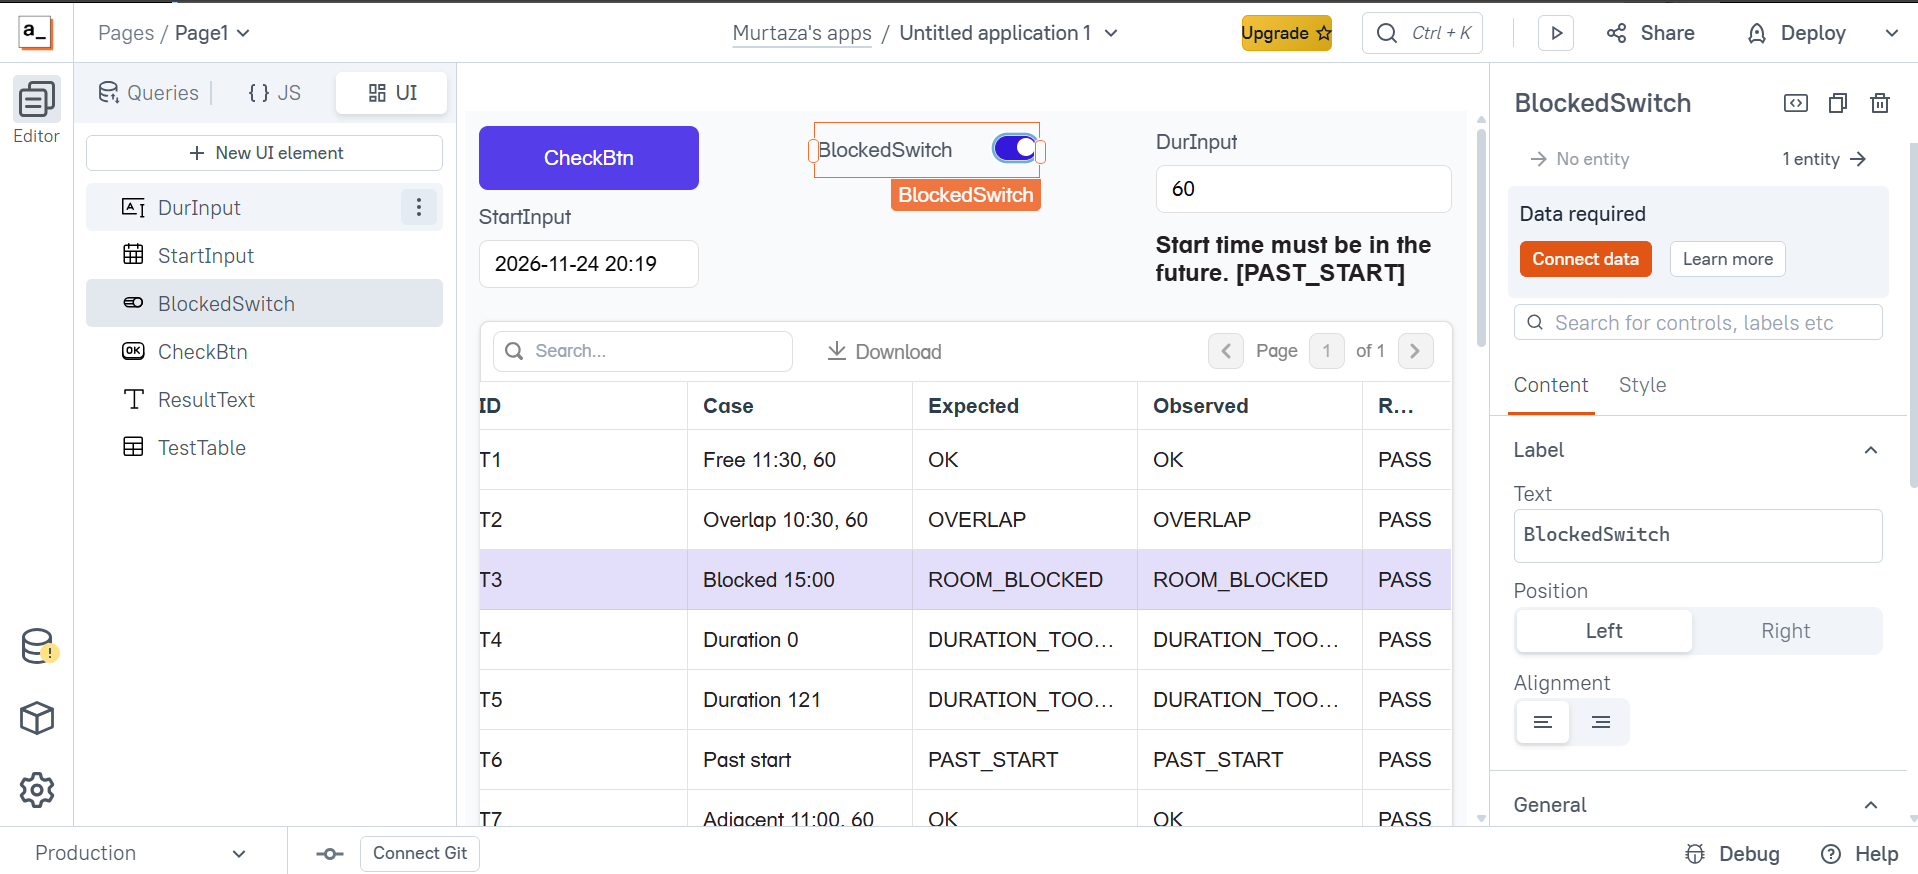 a_
Pages / Page1
Murtaza's apps / Untitled application 1
Upgrade
Ctrl + K
Share
Deploy
Editor
Queries
{ } JS
UI
+ New UI element
DurInput
StartInput
BlockedSwitch
OK CheckBtn
ResultText
TestTable
CheckBtn
BlockedSwitch
BlockedSwitch
DurInput
60
StartInput
2026-11-24 20:19
Start time must be in the
future. [PAST_START]
Search...
Download
Page 1 of 1
ID Case Expected Observed R...
T1 Free 11:30, 60 OK OK PASS
T2 Overlap 10:30, 60 OVERLAP OVERLAP PASS
T3 Blocked 15:00 ROOM_BLOCKED ROOM_BLOCKED PASS
T4 Duration 0 DURATION_TOO... DURATION_TOO... PASS
T5 Duration 121 DURATION_TOO... DURATION_TOO... PASS
T6 Past start PAST_START PAST_START PASS
T7 Adjacent 11:00, 60 OK OK PASS
BlockedSwitch
No entity
1 entity
Data required
Connect data
Learn more
Search for controls, labels etc
Content
Style
Label
Text
BlockedSwitch
Position
Left
Right
Alignment
General
Production
Connect Git
Debug
Help